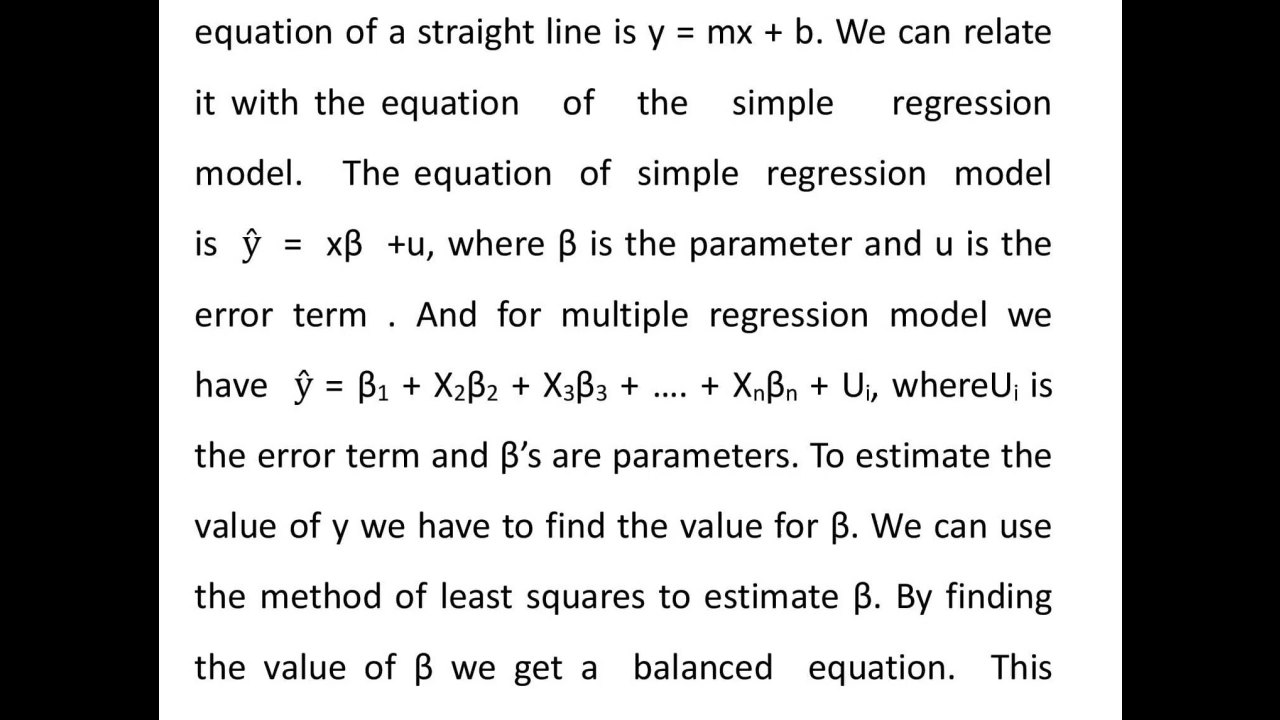 equation of a straight line is y = mx + b. We can relate
it with the equation of the simple regression
model. The equation of simple regression model
is ŷ = xβ +u, where β is the parameter and u is the
error term . And for multiple regression model we
have ŷ = β₁ + X₂β₂ + X₃β₃ + .... + Xₙβₙ + Uᵢ, whereUᵢ is
the error term and β’s are parameters. To estimate the
value of y we have to find the value for β. We can use
the method of least squares to estimate β. By finding
the value of β we get a balanced equation. This